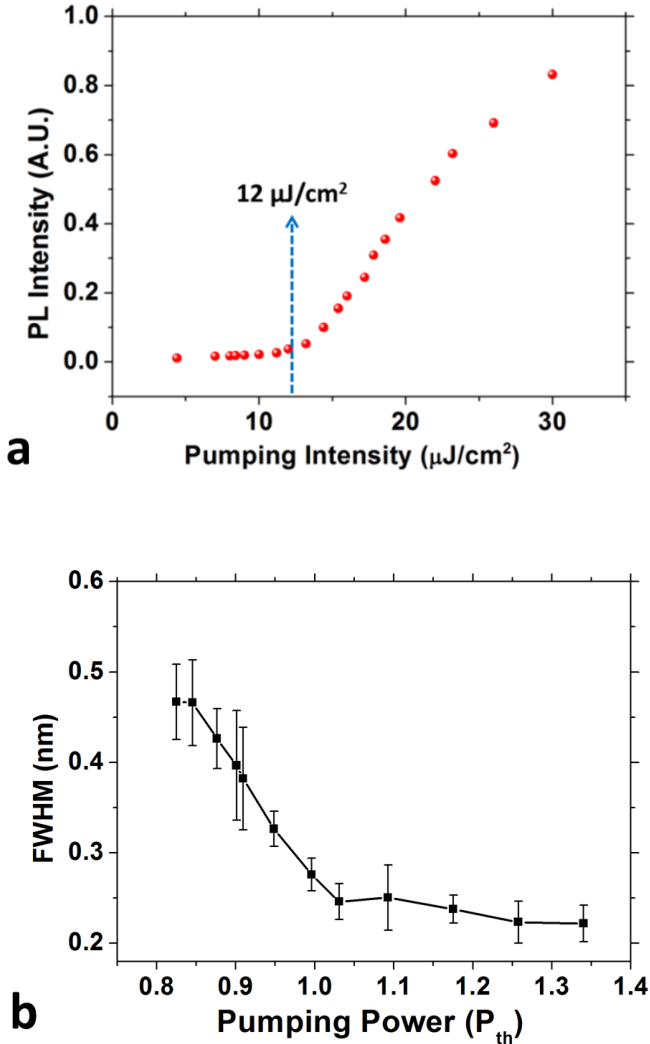 1.0
0.8
0.6
0.4
0.2
0.0
PL Intensity (A.U.)
12 µJ/cm²
0 10 20 30
Pumping Intensity (µJ/cm²)
a
0.6
0.5
0.4
0.3
0.2
FWHM (nm)
0.8 0.9 1.0 1.1 1.2 1.3 1.4
Pumping Power (P_th)
b